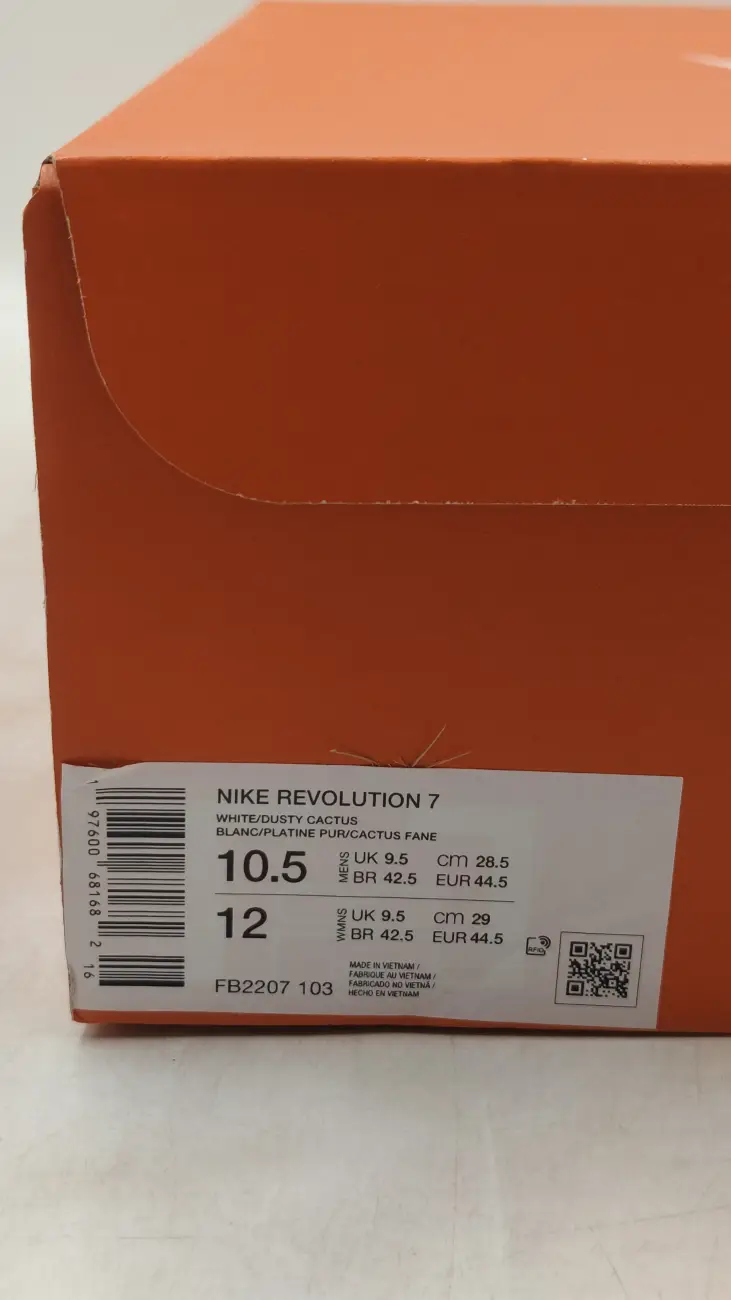 NIKE REVOLUTION 7
WHITE/DUSTY CACTUS
BLANC/PLATINE PUR/CACTUS FANE
10.5 MENS UK 9.5 cm 28.5
BR 42.5 EUR 44.5
12 WMNS UK 9.5 cm 29
BR 42.5 EUR 44.5
FB2207 103
MADE IN VIETNAM /
FABRIQUE AU VIETNAM /
FABRICADO NO VIETNÃ /
HECHO EN VIETNAM
RFID
1 97600 68168 2 16